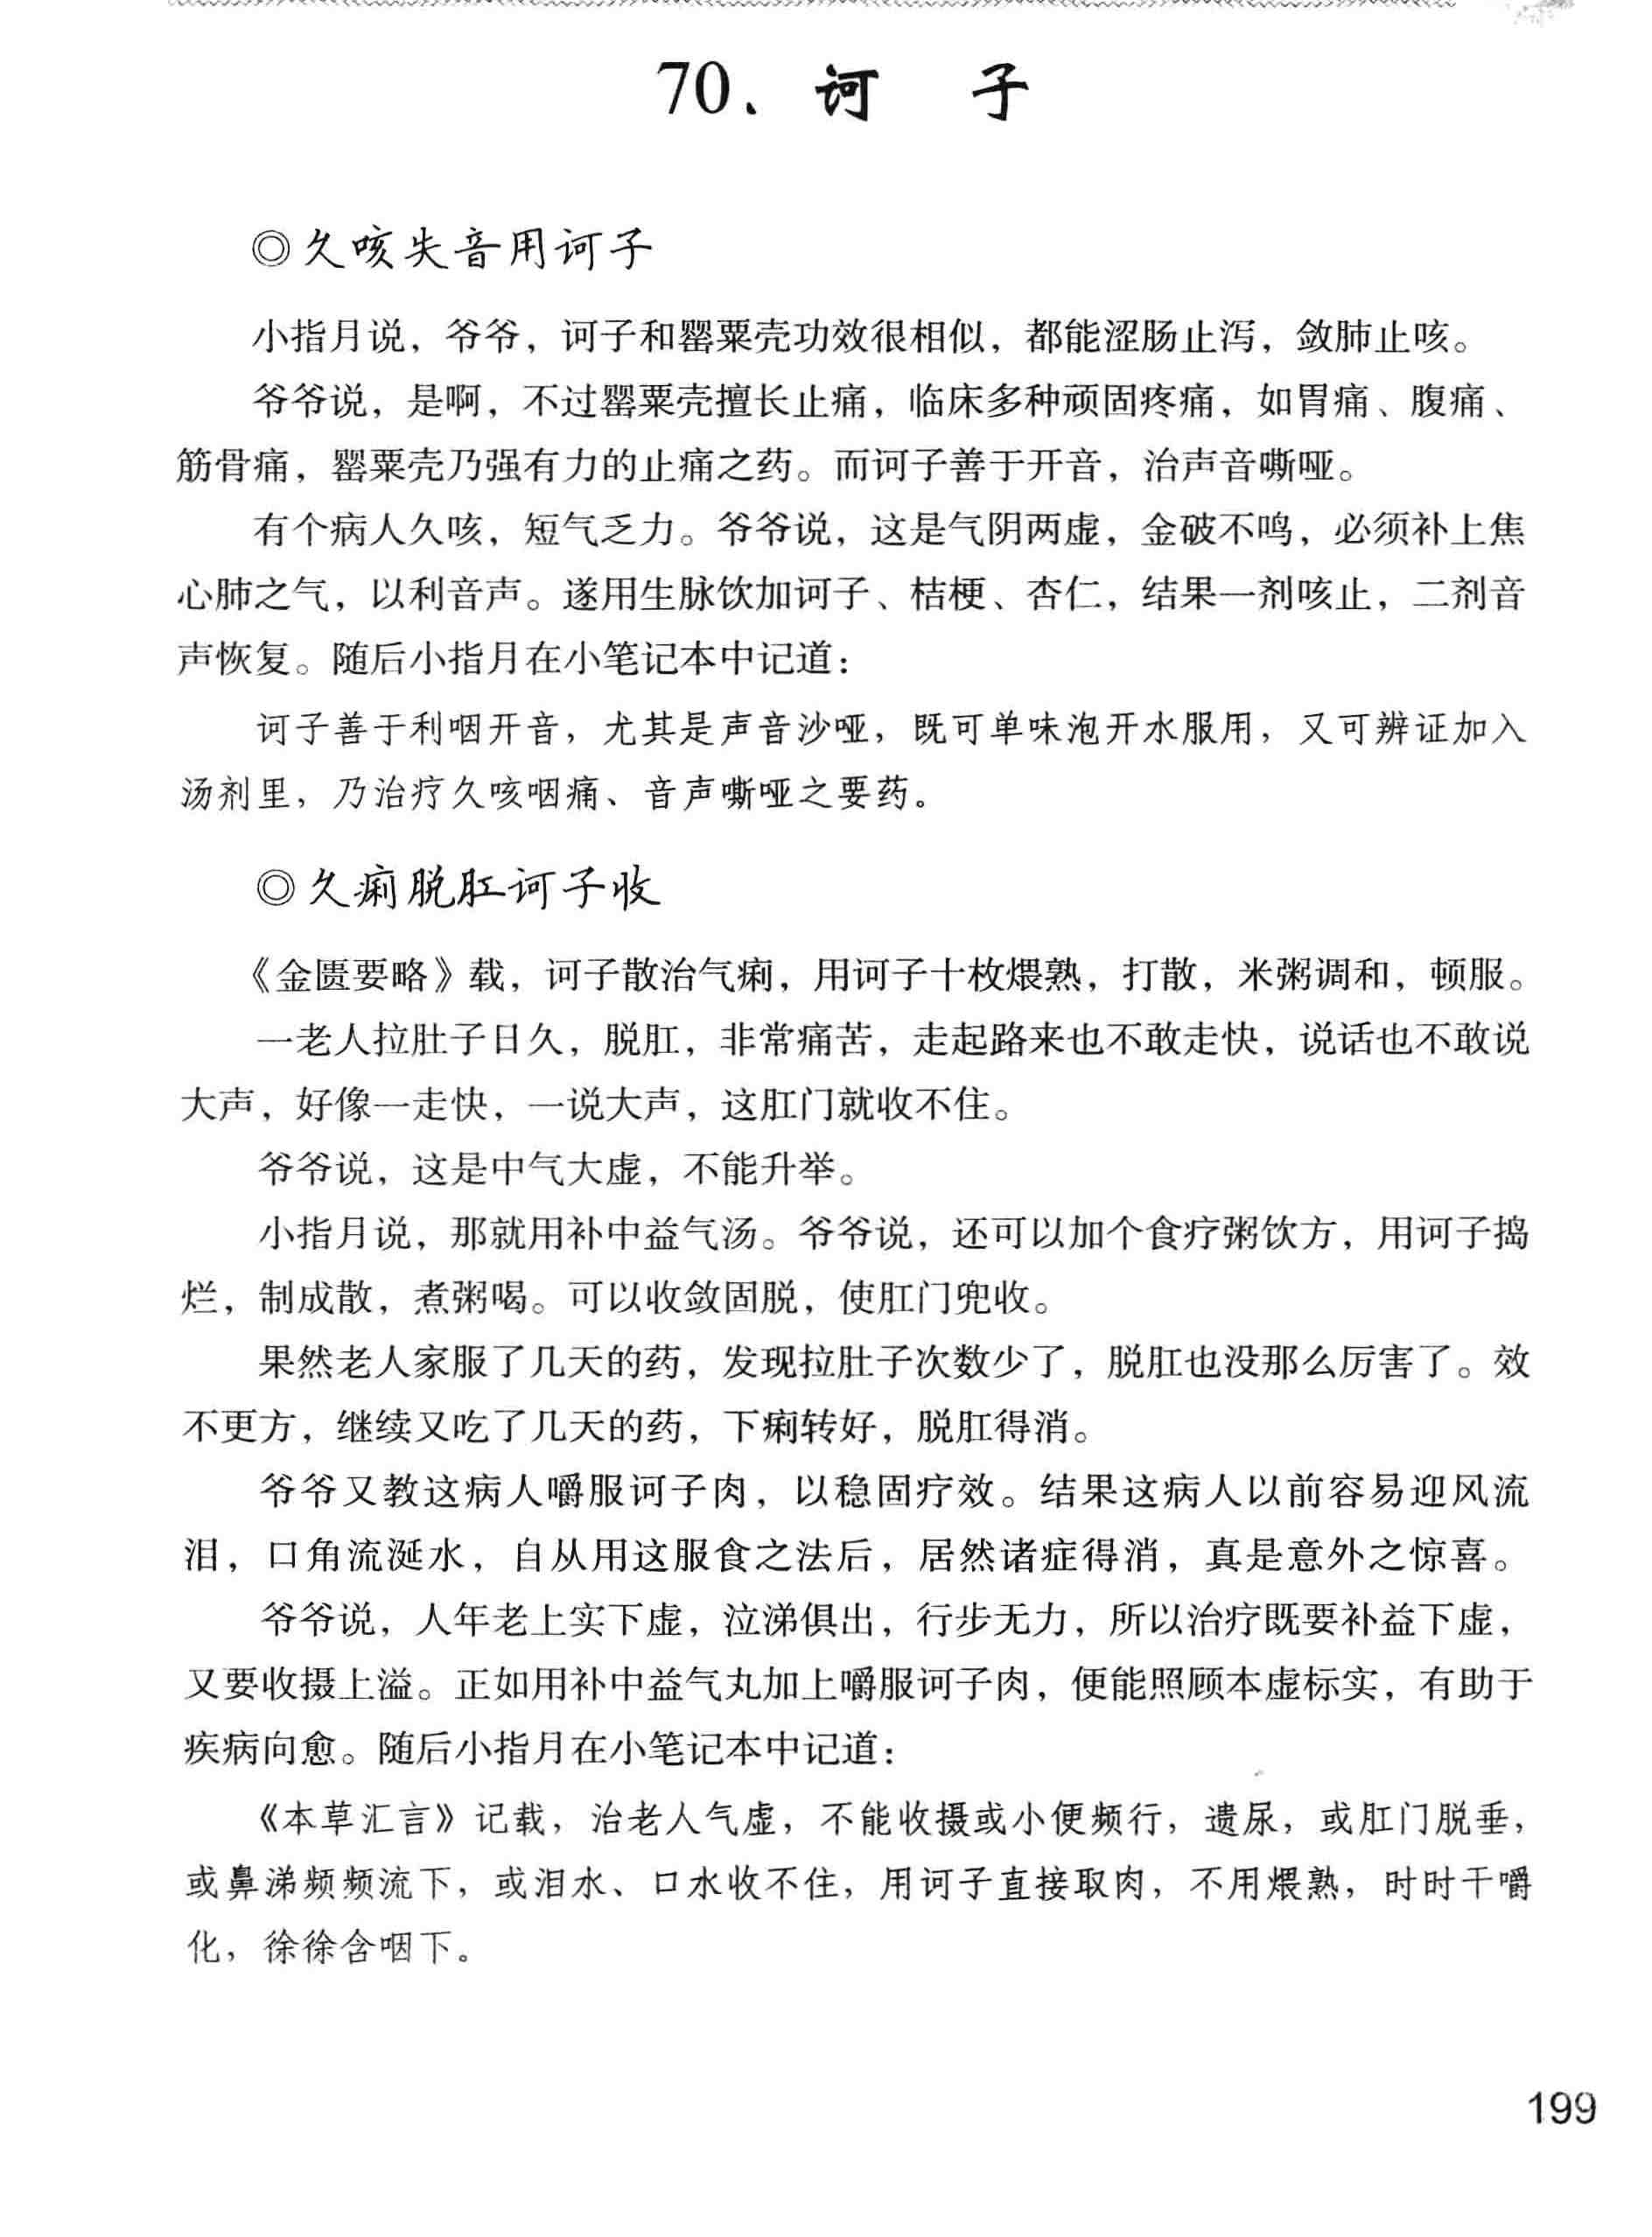 70、诃 子
◎久咳失音用诃子
小指月说，爷爷，诃子和罂粟壳功效很相似，都能涩肠止泻，敛肺止咳。
爷爷说，是啊，不过罂粟壳擅长止痛，临床多种顽固疼痛，如胃痛、腹痛、
筋骨痛，罂粟壳乃强有力的止痛之药。而诃子善于开音，治声音嘶哑。
有个病人久咳，短气乏力。爷爷说，这是气阴两虚，金破不鸣，必须补上焦
心肺之气，以利音声。遂用生脉饮加诃子、桔梗、杏仁，结果一剂咳止，二剂音
声恢复。随后小指月在小笔记本中记道：
诃子善于利咽开音，尤其是声音沙哑，既可单味泡开水服用，又可辨证加入
汤剂里，乃治疗久咳咽痛、音声嘶哑之要药。
◎久痢脱肛诃子收
《金匮要略》载，诃子散治气痢，用诃子十枚煨熟，打散，米粥调和，顿服。
一老人拉肚子日久，脱肛，非常痛苦，走起路来也不敢走快，说话也不敢说
大声，好像一走快，一说大声，这肛门就收不住。
爷爷说，这是中气大虚，不能升举。
小指月说，那就用补中益气汤。爷爷说，还可以加个食疗粥饮方，用诃子捣
烂，制成散，煮粥喝。可以收敛固脱，使肛门兜收。
果然老人家服了几天的药，发现拉肚子次数少了，脱肛也没那么厉害了。效
不更方，继续又吃了几天的药，下痢转好，脱肛得消。
爷爷又教这病人嚼服诃子肉，以稳固疗效。结果这病人以前容易迎风流
泪，口角流涎水，自从用这服食之法后，居然诸症得消，真是意外之惊喜。
爷爷说，人年老上实下虚，泣涕俱出，行步无力，所以治疗既要补益下虚，
又要收摄上溢。正如用补中益气丸加上嚼服诃子肉，便能照顾本虚标实，有助于
疾病向愈。随后小指月在小笔记本中记道：
《本草汇言》记载，治老人气虚，不能收摄或小便频行，遗尿，或肛门脱垂，
或鼻涕频频流下，或泪水、口水收不住，用诃子直接取肉，不用煨熟，时时干嚼
化，徐徐含咽下。
199